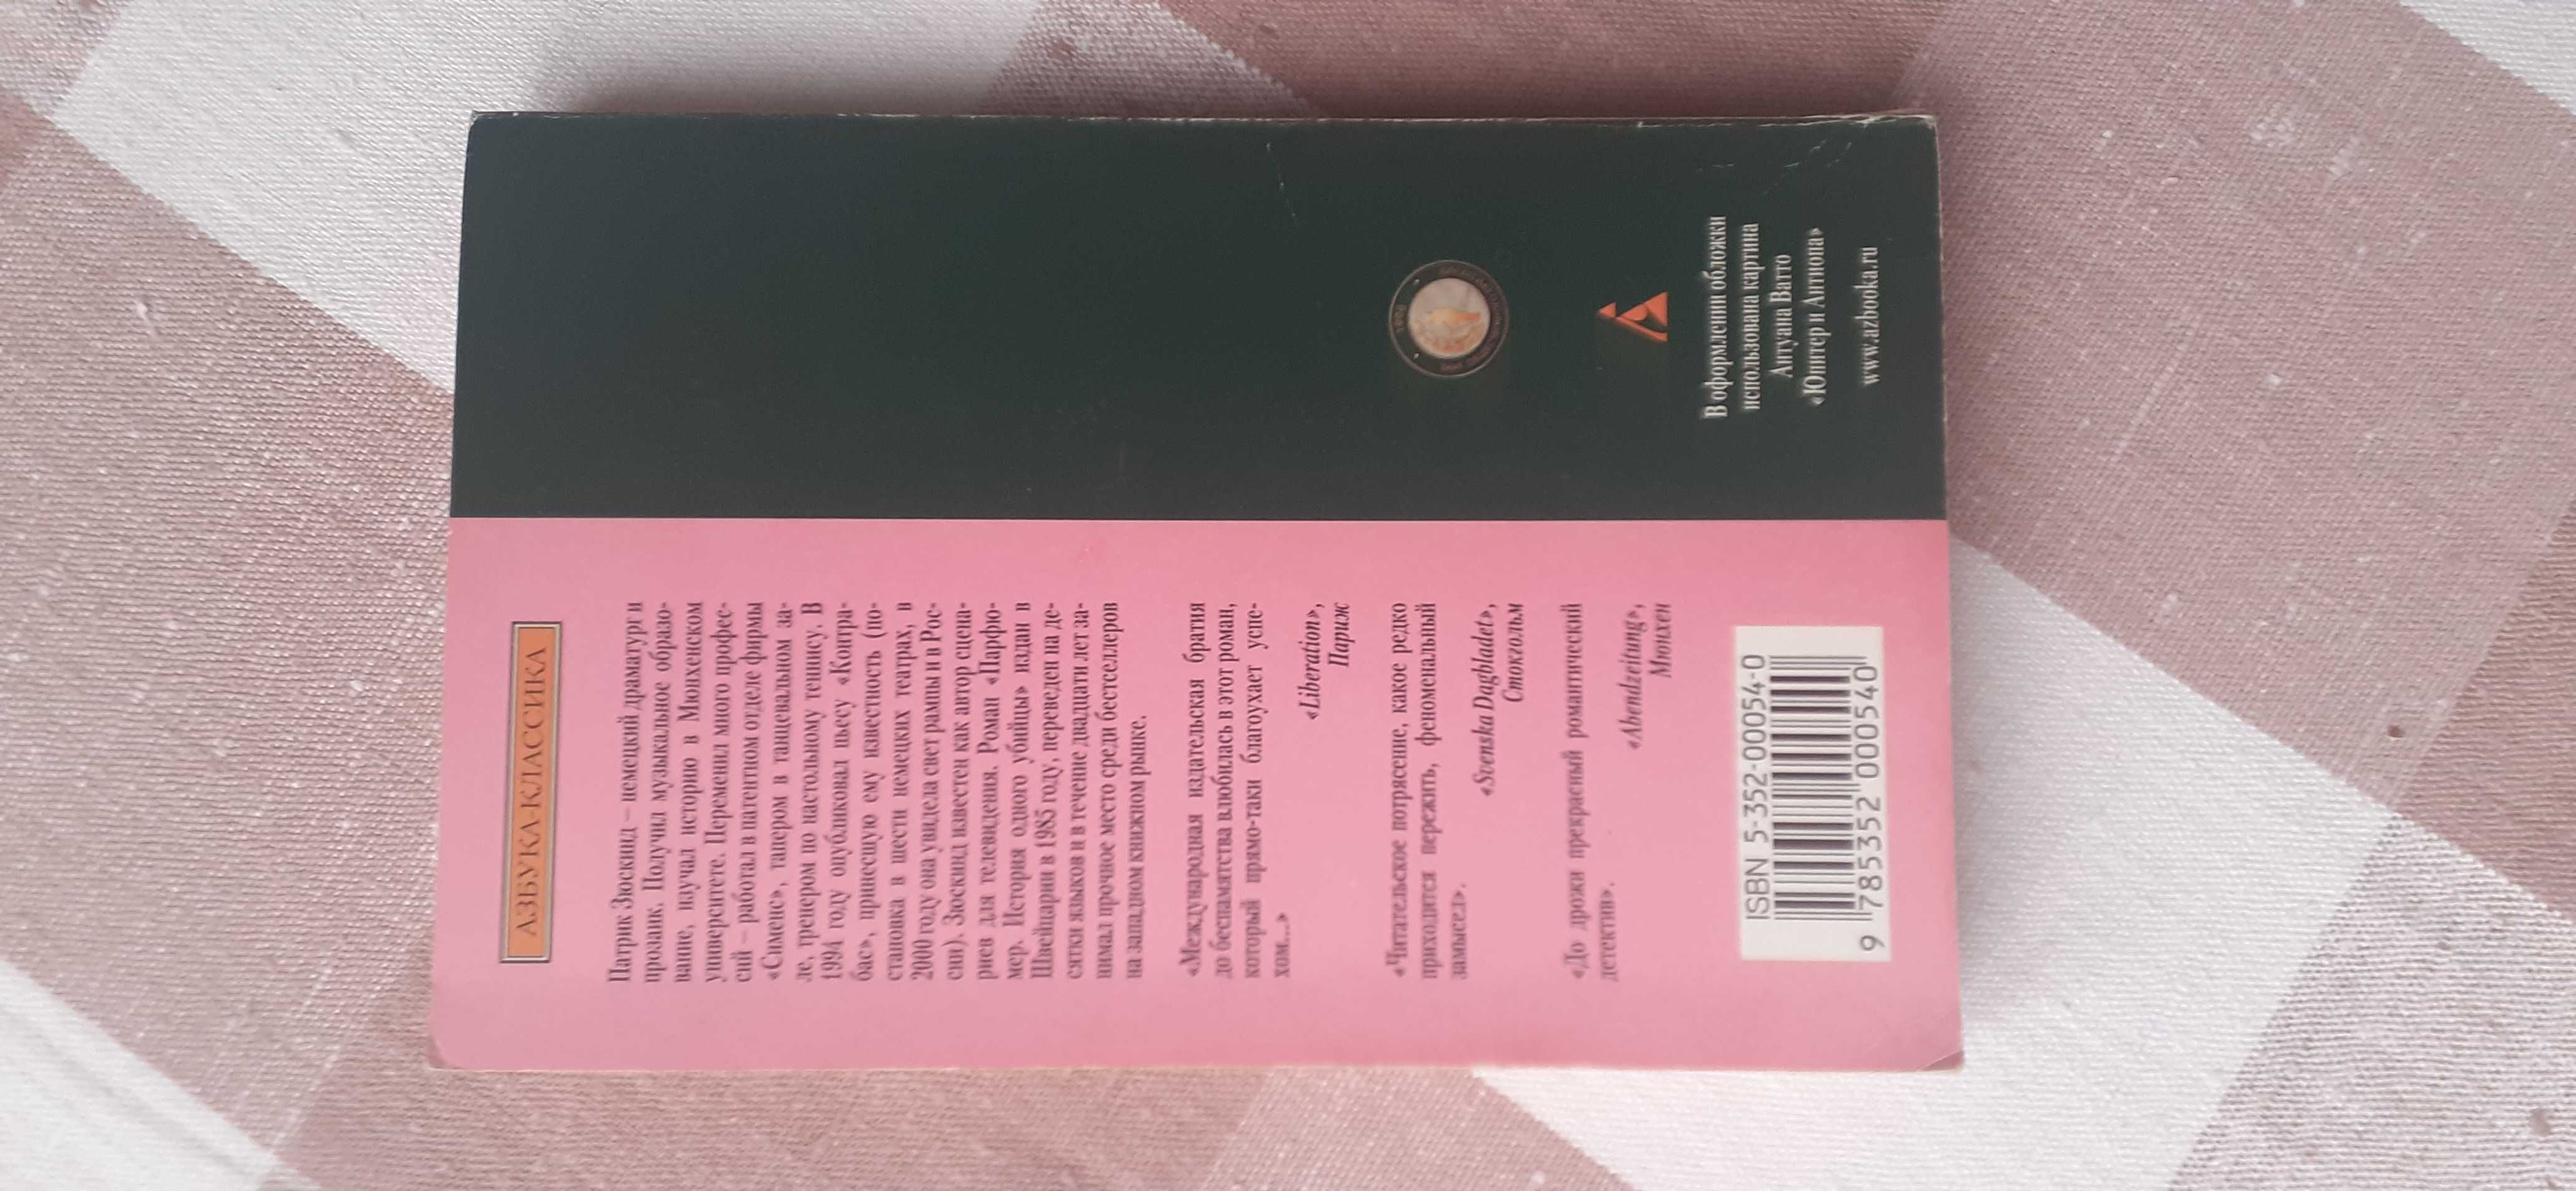 АЗБУКА-КЛАССИКА
Патрик Зюскинд – немецкий драматург и
прозаик. Получил музыкальное образо-
вание, изучал историю в Мюнхенском
университете. Переменил много профес-
сий – работал в патентном отделе фирмы
«Сименс», тапером в танцевальном за-
ле, тренером по настольному теннису. В
1994 году опубликовал пьесу «Контра-
бас», принесшую ему известность (по-
становка в шести немецких театрах, в
2000 году она увидела свет рампы и в Рос-
сии). Зюскинд известен как автор сцена-
риев для телевидения. Роман «Парфю-
мер. История одного убийцы» издан в
Швейцарии в 1985 году, переведен на де-
сятки языков и в течение двадцати лет за-
нимал прочное место среди бестселлеров
на западном книжном рынке.
«Международная издательская братия
до беспамятства влюбилась в этот роман,
который прямо-таки благоухает успе-
хом...»
«Liberation»,
Париж
«Читательское потрясение, какое редко
приходится пережить, феноменальный
замысел».
«Svenska Dagbladet»,
Стокгольм
«До дрожи прекрасный романтический
детектив».
«Abendzeitung»,
Мюнхен
ISBN 5-352-00054-0
9 785352 000540
В оформлении обложки
использована картина
Антуана Ватто
«Юпитер и Антиопа»
www.azbooka.ru